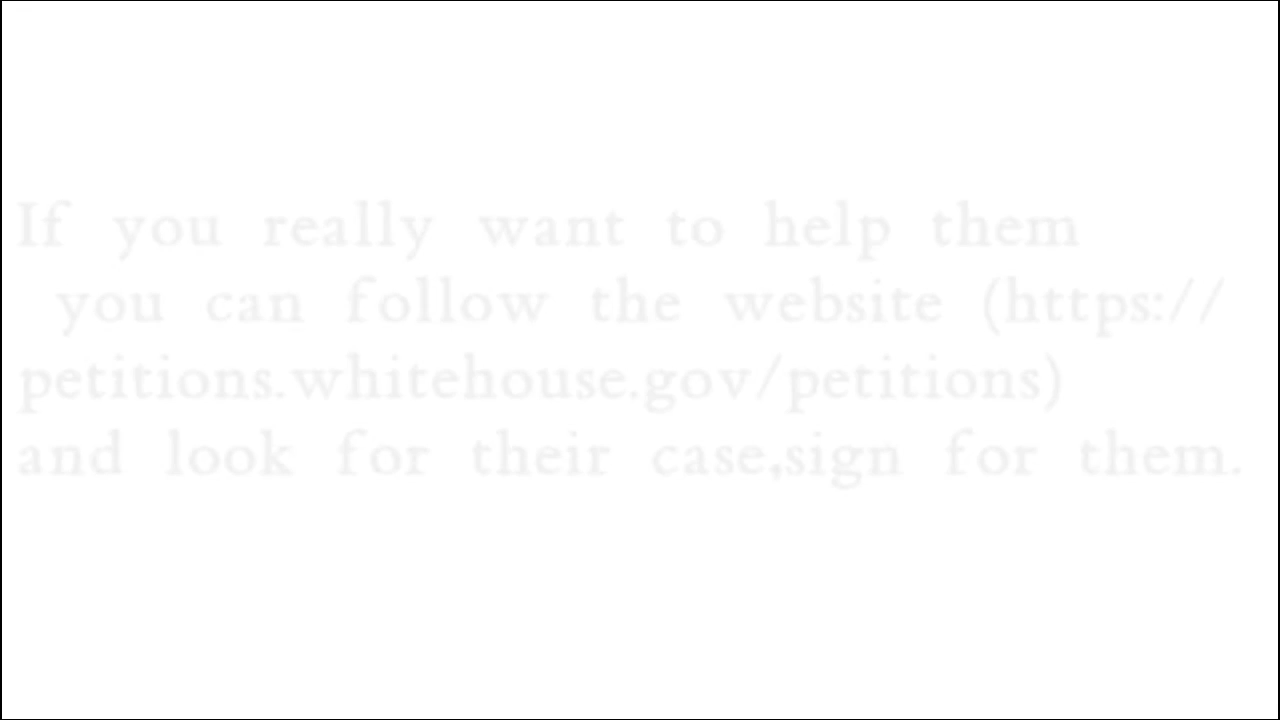 If you really want to help them
you can follow the website (https://
petitions.whitehouse.gov/petitions)
and look for their case,sign for them.